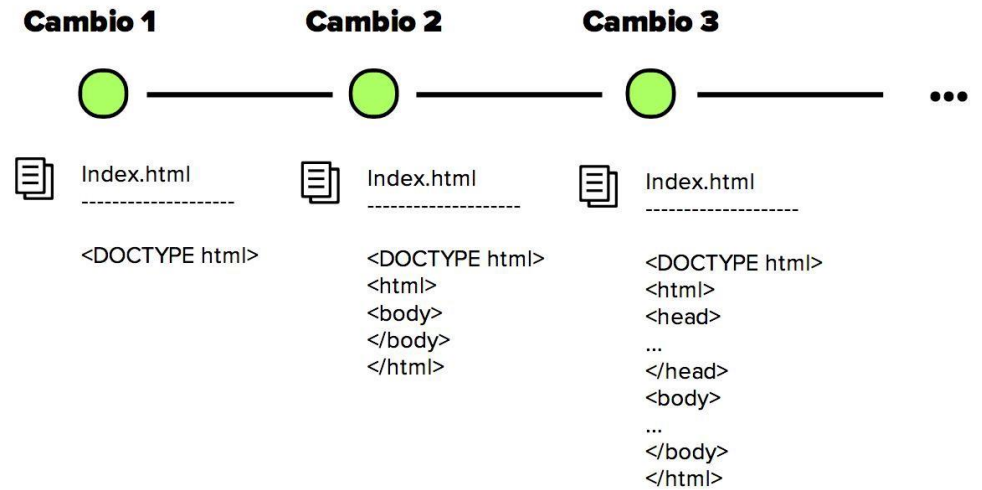 Cambio 1
Cambio 2
Cambio 3
...
Index.html
--------------------
<DOCTYPE html>
Index.html
--------------------
<DOCTYPE html>
<html>
<body>
</body>
</html>
Index.html
--------------------
<DOCTYPE html>
<html>
<head>
...
</head>
<body>
...
</body>
</html>